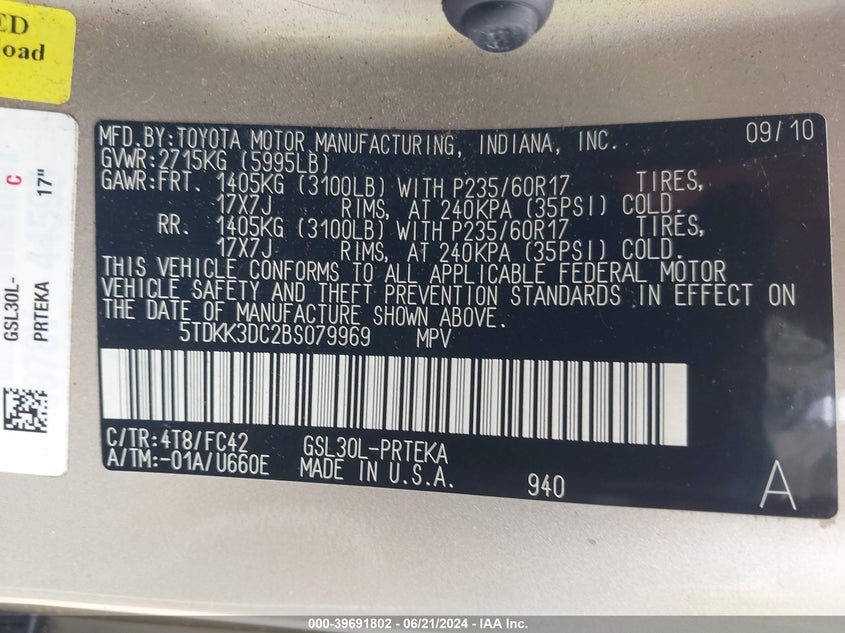 ED
load
C
17"
GSL30L-
PRTEKA
MFD.BY:TOYOTA MOTOR MANUFACTURING, INDIANA, INC. 09/10
GVWR:2715KG (5995LB)
GAWR:FRT. 1405KG (3100LB) WITH P235/60R17 TIRES,
17X7J RIMS, AT 240KPA (35PSI) COLD.
RR. 1405KG (3100LB) WITH P235/60R17 TIRES,
17X7J RIMS, AT 240KPA (35PSI) COLD.
THIS VEHICLE CONFORMS TO ALL APPLICABLE FEDERAL MOTOR
VEHICLE SAFETY AND THEFT PREVENTION STANDARDS IN EFFECT ON
THE DATE OF MANUFACTURE SHOWN ABOVE.
5TDKK3DC2BS079969 MPV
C/TR:4T8/FC42 GSL30L-PRTEKA
A/TM:-01A/U660E MADE IN U.S.A. 940 A
000-39691802 - 06/21/2024 - IAA Inc.